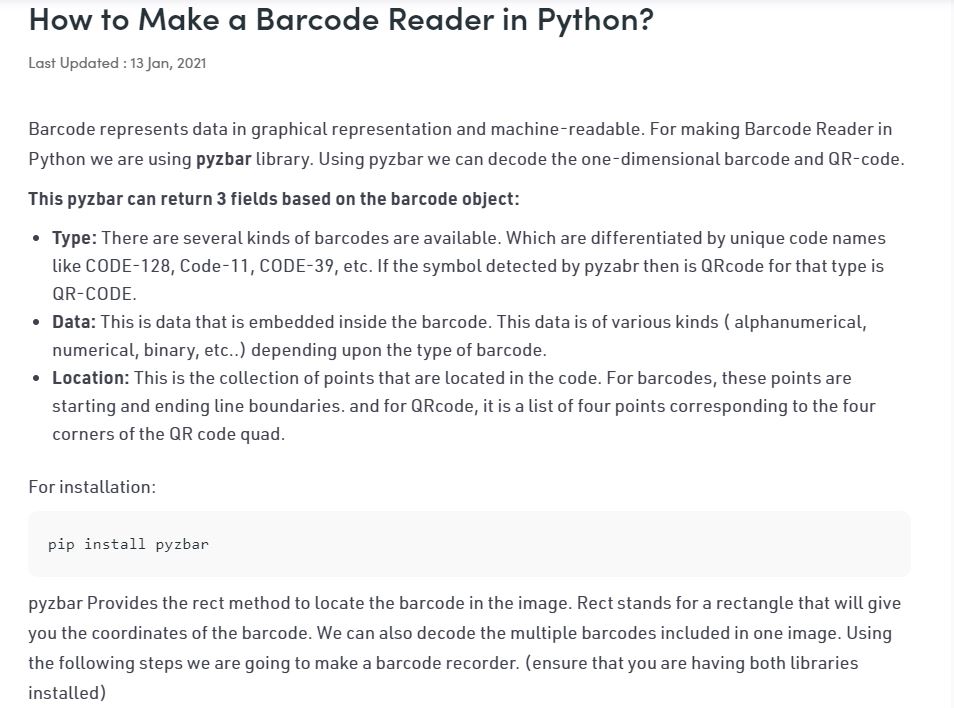 How to Make a Barcode Reader in Python?
Last Updated : 13 Jan, 2021
Barcode represents data in graphical representation and machine-readable. For making Barcode Reader in
Python we are using pyzbar library. Using pyzbar we can decode the one-dimensional barcode and QR-code.
This pyzbar can return 3 fields based on the barcode object:
• Type: There are several kinds of barcodes are available. Which are differentiated by unique code names
like CODE-128, Code-11, CODE-39, etc. If the symbol detected by pyzabr then is QRcode for that type is
QR-CODE.
• Data: This is data that is embedded inside the barcode. This data is of various kinds ( alphanumerical,
numerical, binary, etc..) depending upon the type of barcode.
• Location: This is the collection of points that are located in the code. For barcodes, these points are
starting and ending line boundaries. and for QRcode, it is a list of four points corresponding to the four
corners of the QR code quad.
For installation:
pip install pyzbar
pyzbar Provides the rect method to locate the barcode in the image. Rect stands for a rectangle that will give
you the coordinates of the barcode. We can also decode the multiple barcodes included in one image. Using
the following steps we are going to make a barcode recorder. (ensure that you are having both libraries
installed)